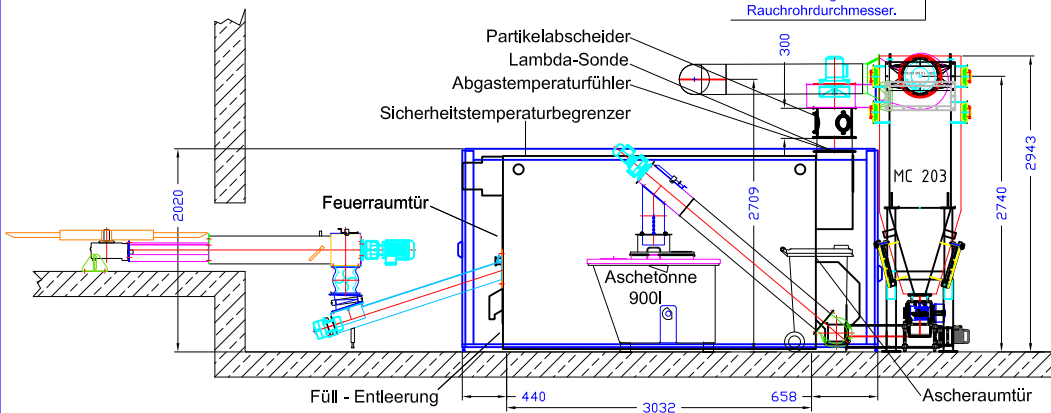 Rauchrohrdurchmesser.
Partikelabscheider
300
Lambda-Sonde
Abgastemperaturfühler
Sicherheitstemperaturbegrenzer
2943
MC 203
2020
2709
2740
Feuerraumtür
Aschetonne
900l
Füll - Entleerung
440
3032
658
Ascheraumtür